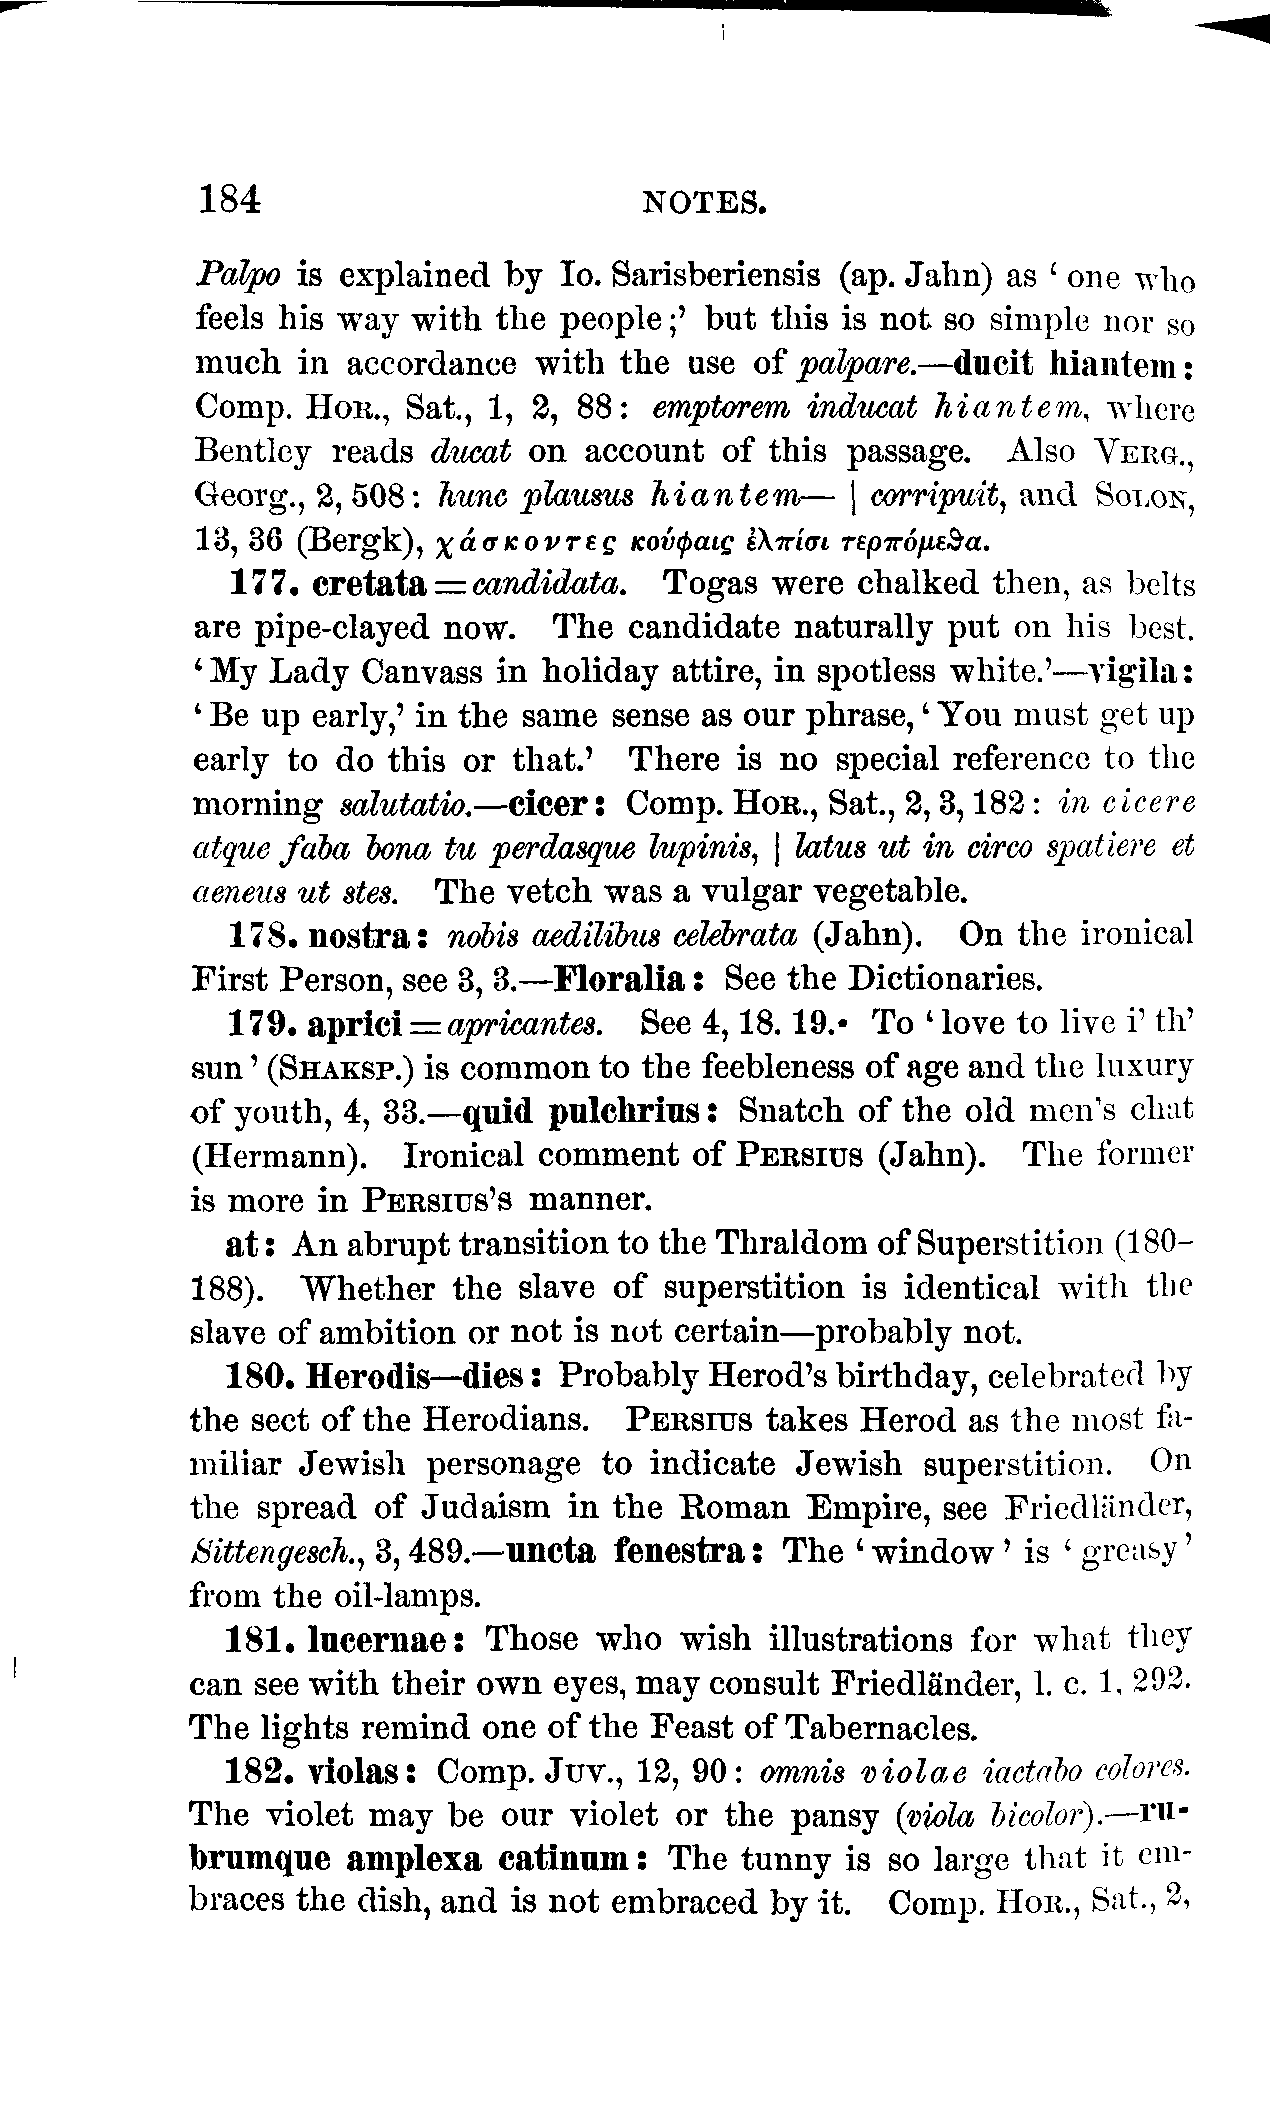 184 NOTES.
Palpo is explained by Io. Sarisberiensis (ap. Jahn) as ‘ one who
feels his way with the people;’ but this is not so simple nor so
much in accordance with the use of palpare.—ducit hiantem:
Comp. HOR., Sat., 1, 2, 88: emptorem inducat hiantem, where
Bentley reads ducat on account of this passage. Also VERG.,
Georg., 2, 508: hunc plausus hiantem— | corripuit, and SOLON,
13, 36 (Bergk), χάσκοντες κούφαις ἐλπίσι τερπόμεθα.
177. cretata = candidata. Togas were chalked then, as belts
are pipe-clayed now. The candidate naturally put on his best.
‘My Lady Canvass in holiday attire, in spotless white.’—vigila:
‘Be up early,’ in the same sense as our phrase, ‘You must get up
early to do this or that.’ There is no special reference to the
morning salutatio.—cicer: Comp. HOR., Sat., 2, 3, 182: in cicere
atque faba bona tu perdasque lupinis, | latus ut in circo spatiere et
aeneus ut stes. The vetch was a vulgar vegetable.
178. nostra: nobis aedilibus celebrata (Jahn). On the ironical
First Person, see 3, 3.—Floralia: See the Dictionaries.
179. aprici = apricantes. See 4, 18. 19.· To ‘love to live i’ th’
sun’ (SHAKSP.) is common to the feebleness of age and the luxury
of youth, 4, 33.—quid pulchrius: Snatch of the old men's chat
(Hermann). Ironical comment of PERSIUS (Jahn). The former
is more in PERSIUS’S manner.
at: An abrupt transition to the Thraldom of Superstition (180–
188). Whether the slave of superstition is identical with the
slave of ambition or not is not certain—probably not.
180. Herodis—dies: Probably Herod's birthday, celebrated by
the sect of the Herodians. PERSIUS takes Herod as the most fa-
miliar Jewish personage to indicate Jewish superstition. On
the spread of Judaism in the Roman Empire, see Friedländer,
Sittengesch., 3, 489.—uncta fenestra: The ‘window’ is ‘greasy’
from the oil-lamps.
181. lucernae: Those who wish illustrations for what they
can see with their own eyes, may consult Friedländer, l. c. 1, 292.
The lights remind one of the Feast of Tabernacles.
182. violas: Comp. JUV., 12, 90: omnis violae iactabo colores.
The violet may be our violet or the pansy (viola bicolor).—ru-
brumque amplexa catinum: The tunny is so large that it em-
braces the dish, and is not embraced by it. Comp. HOR., Sat., 2,